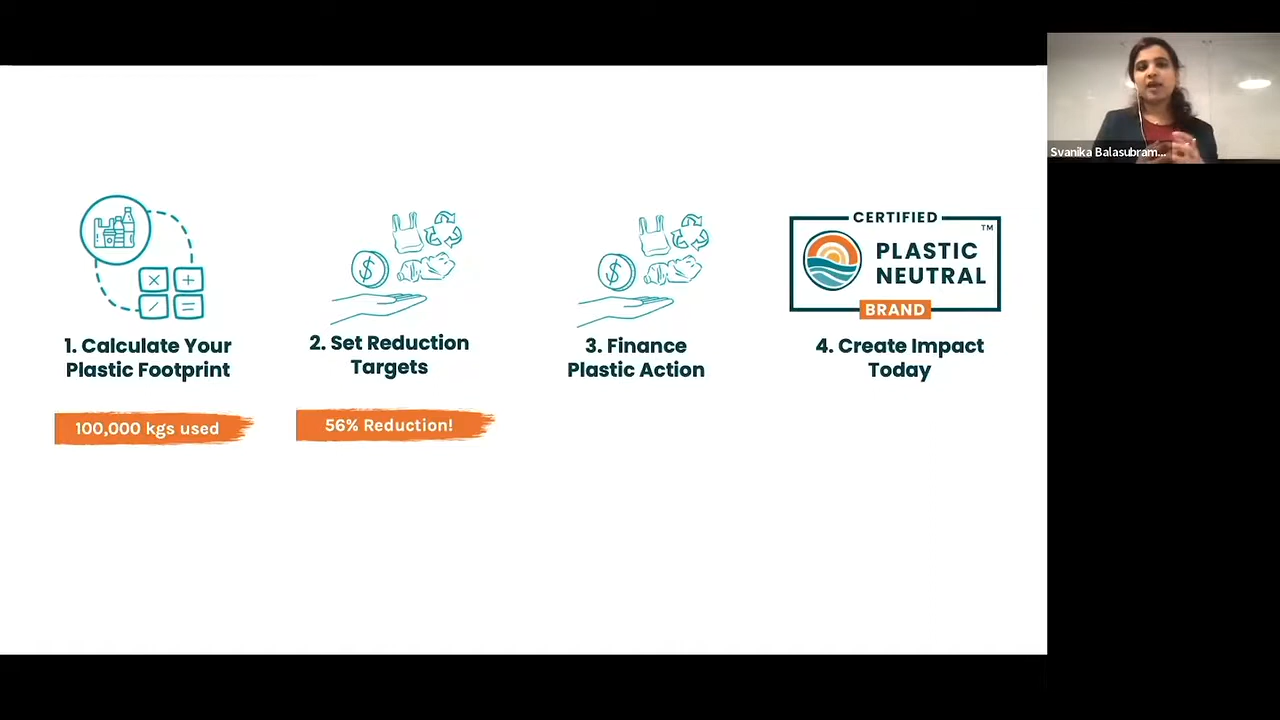 Svanika Balasubram...
CERTIFIED
TM
PLASTIC
NEUTRAL
BRAND
1. Calculate Your
Plastic Footprint
2. Set Reduction
Targets
3. Finance
Plastic Action
4. Create Impact
Today
100,000 kgs used
56% Reduction!